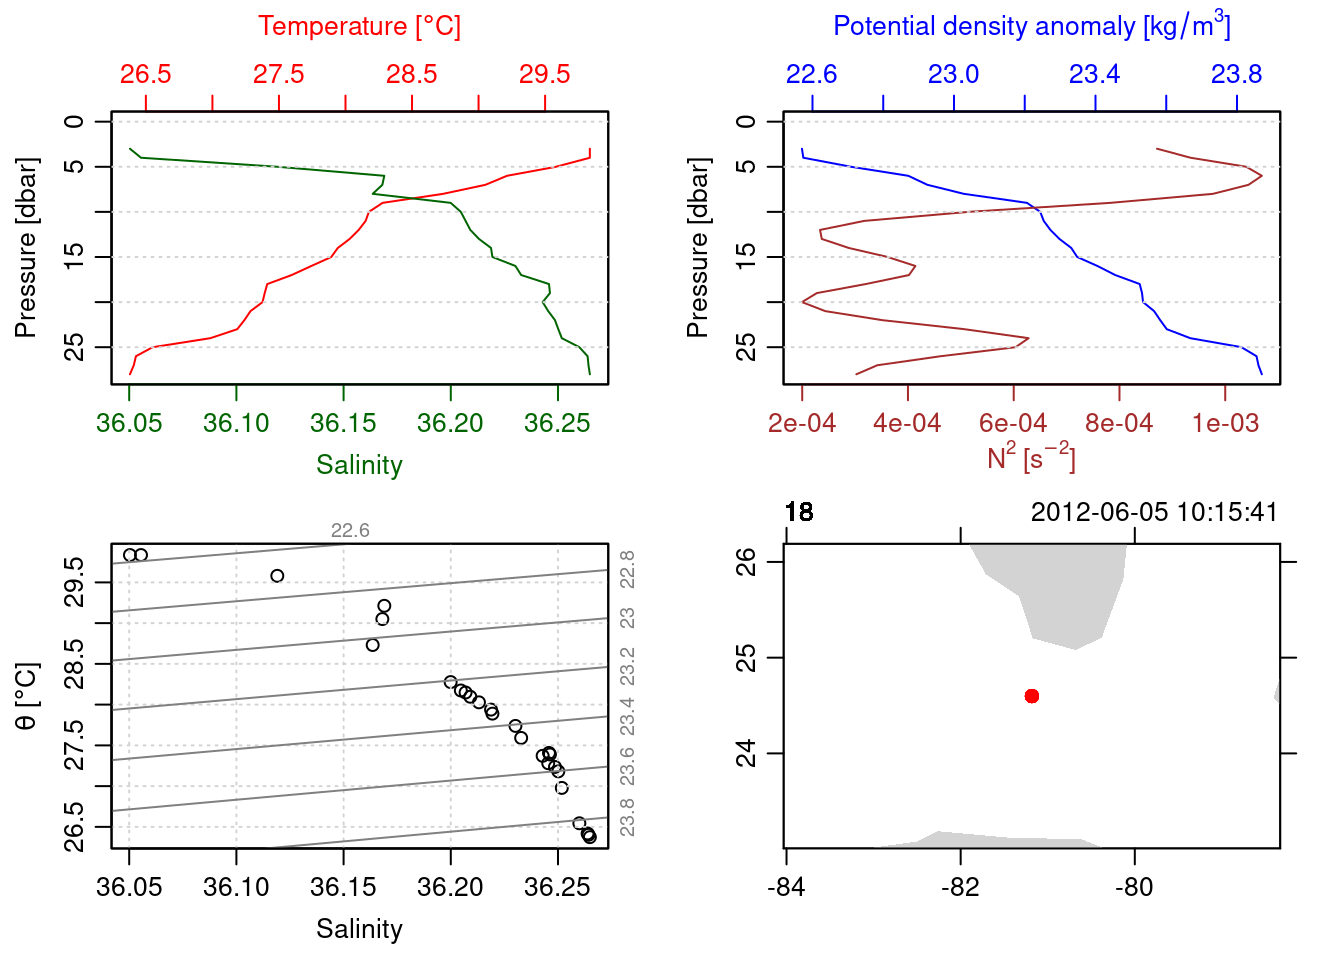 Temperature [°C]
26.5 27.5 28.5 29.5
0
5
15
25
Pressure [dbar]
36.05 36.10 36.15 36.20 36.25
Salinity
Potential density anomaly [kg/m³]
22.6 23.0 23.4 23.8
0
5
15
25
Pressure [dbar]
2e-04 4e-04 6e-04 8e-04 1e-03
N² [s⁻²]
22.6
22.8
23
23.2
23.4
23.6
23.8
29.5
28.5
27.5
26.5
θ [°C]
36.05 36.10 36.15 36.20 36.25
Salinity
18 2012-06-05 10:15:41
26
25
24
-84 -82 -80